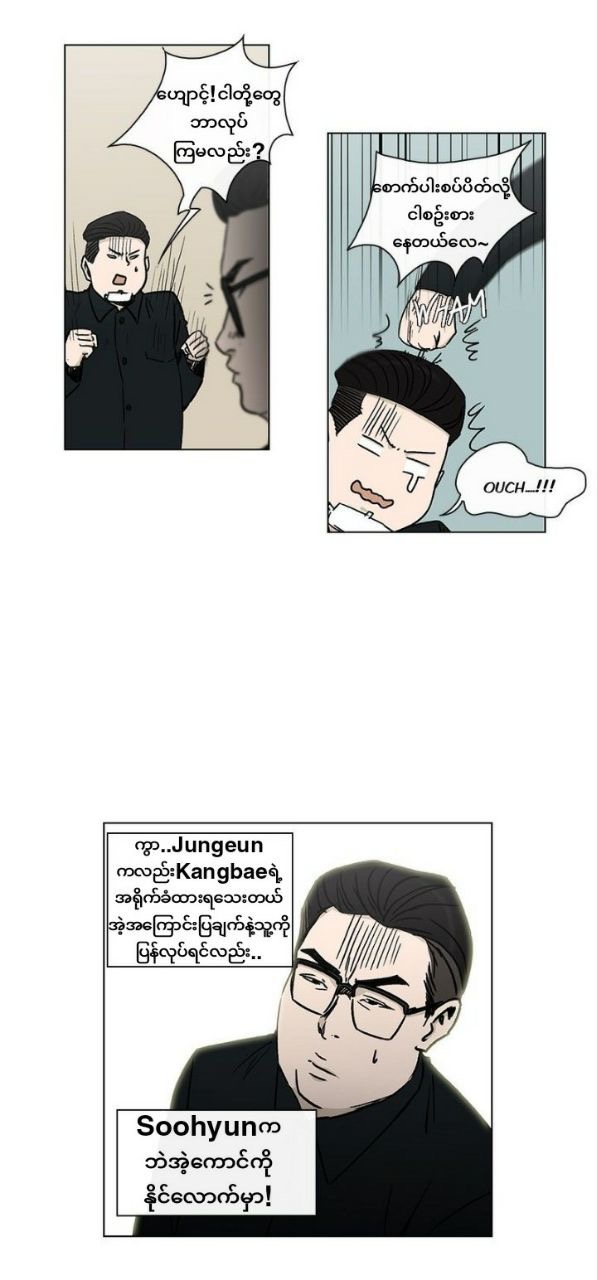 ဟျောင့်!ငါတို့တွေ
ဘာလုပ်
ကြမလည်း?
စောက်ပါးစပ်ပိတ်လို့
ငါစဥ်းစား
နေတယ်လေ~
WHAM
OUCH....!!!
ကွာ..Jungeun
ကလည်းKangbaeရဲ့
အရိုက်ခံထားရသေးတယ်
အဲ့အကြောင်းပြချက်နဲ့သူ့ကို
ပြန်လုပ်ရင်လည်း..
Soohyunက
ဘဲအဲ့ကောင်ကို
နိုင်လောက်မှာ!